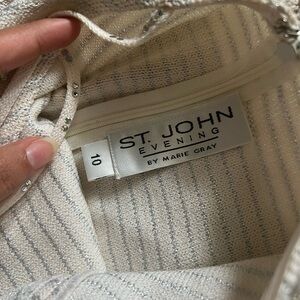 ST. JOHN
EVENING
BY MARIE GRAY
10